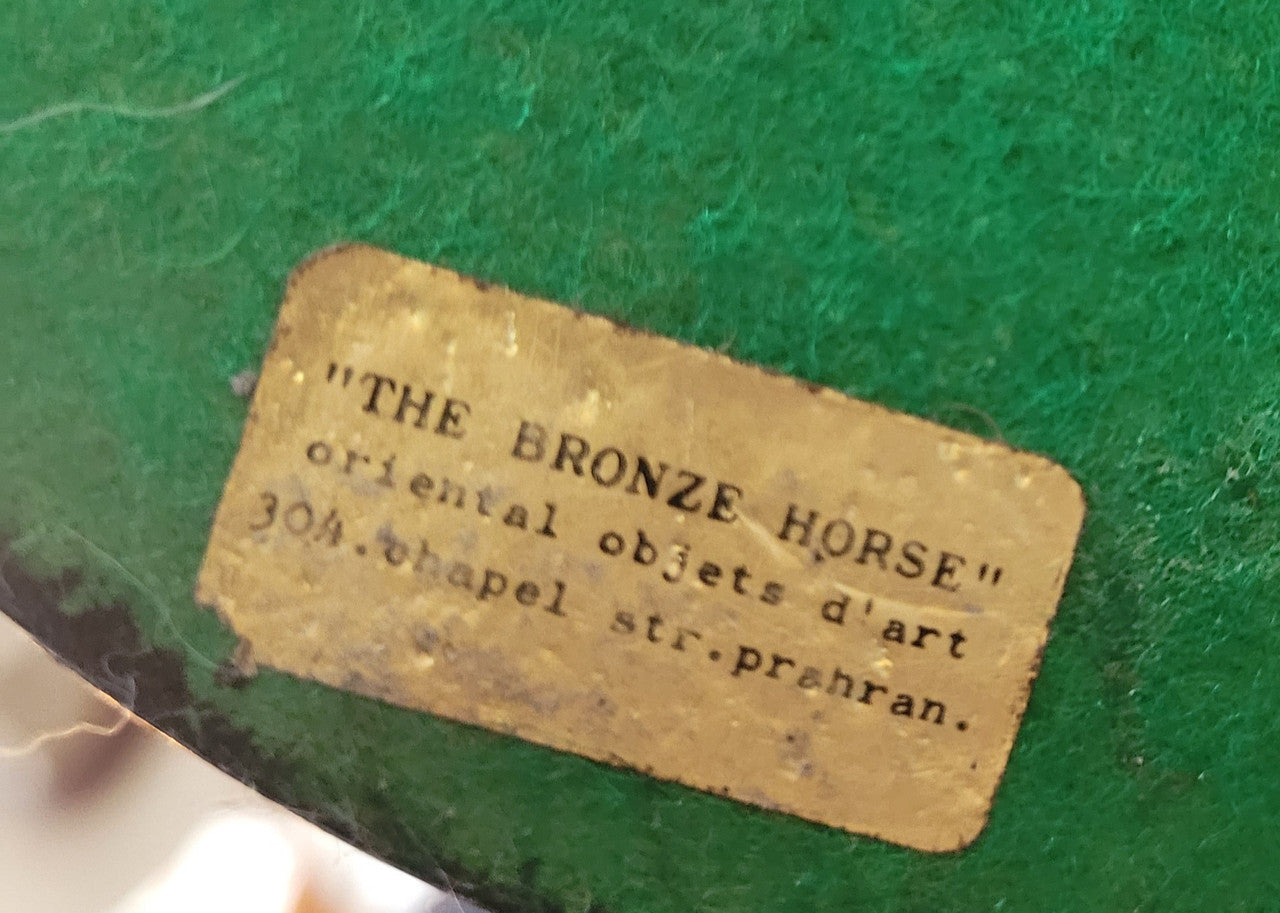 "THE BRONZE HORSE"
oriental objets d'art
304.chapel str.prahran.